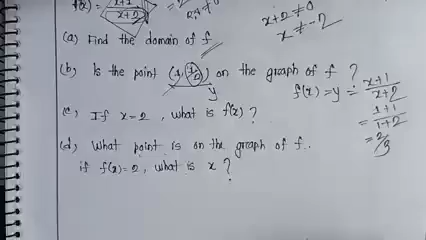 f(x) = x+1 / x+2
x+2 ≠ 0
x ≠ -2
(a) Find the domain of f
(b) Is the point (1, ) on the graph of f ?
y
f(x) = y = x+1 / x+2
= 1+1 / 1+2
= 2/3
(c) If x = 2, what is f(x) ?
(d) What point is on the graph of f..
if f(x) = 2, what is x ?